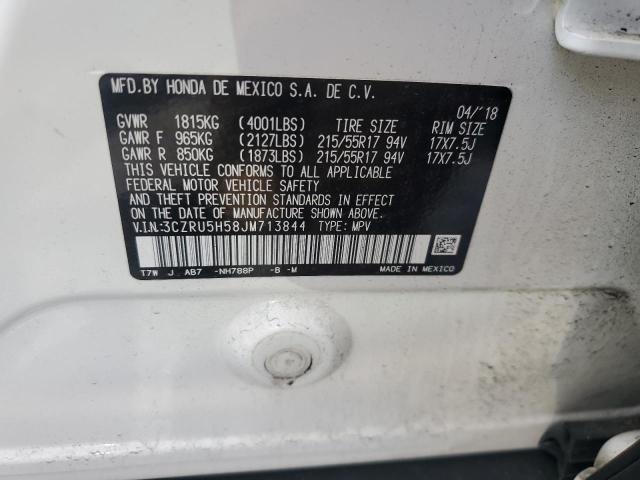 MFD.BY HONDA DE MEXICO S.A. DE C.V.
04/'18
GVWR 1815KG (4001LBS) TIRE SIZE RIM SIZE
GAWR F 965KG (2127LBS) 215/55R17 94V 17X7.5J
GAWR R 850KG (1873LBS) 215/55R17 94V 17X7.5J
THIS VEHICLE CONFORMS TO ALL APPLICABLE
FEDERAL MOTOR VEHICLE SAFETY
AND THEFT PREVENTION STANDARDS IN EFFECT
ON THE DATE OF MANUFACTURE SHOWN ABOVE.
V.I.N:3CZRU5H58JM713844 TYPE: MPV
T7W J AB7 -NH788P -B -M MADE IN MEXICO